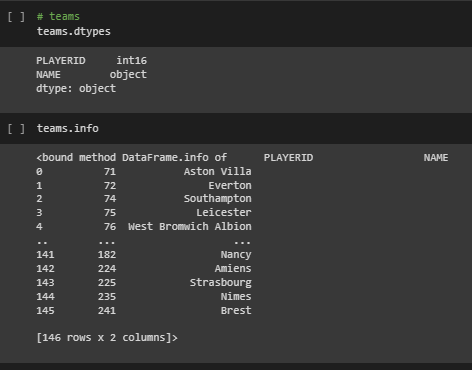 [ ] # teams
teams.dtypes
PLAYERID     int16
NAME        object
dtype: object
[ ] teams.info
<bound method DataFrame.info of      PLAYERID                  NAME
0          71           Aston Villa
1          72               Everton
2          74           Southampton
3          75             Leicester
4          76  West Bromwich Albion
..        ...                   ...
141       182                 Nancy
142       224                Amiens
143       225            Strasbourg
144       235                 Nimes
145       241                 Brest
[146 rows x 2 columns]>